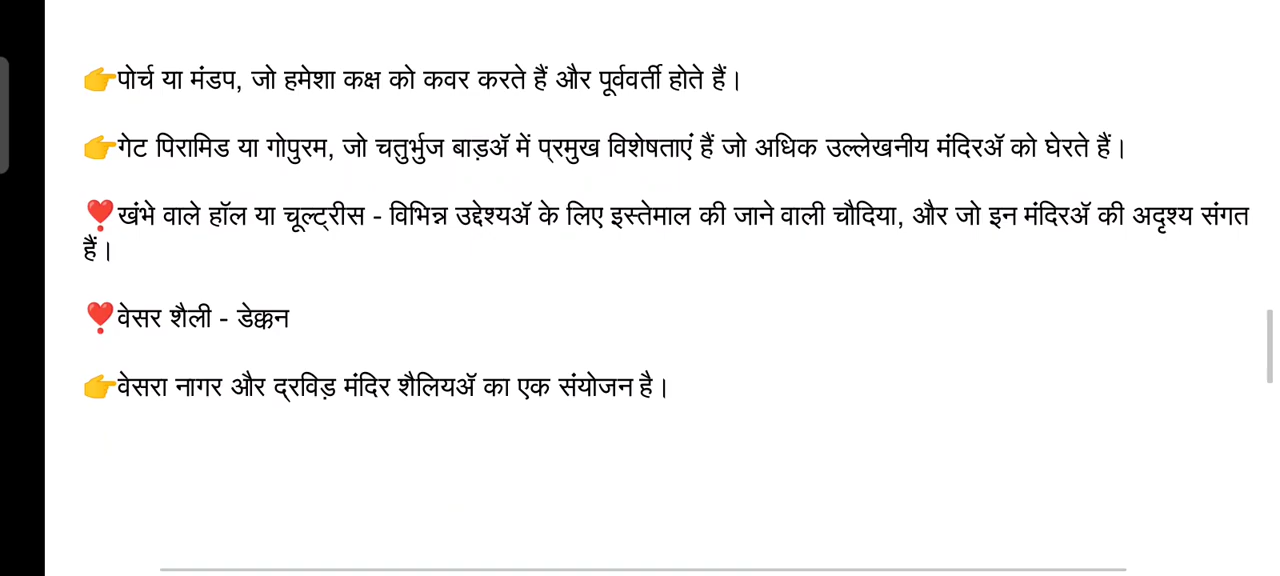 👉पोर्च या मंडप, जो हमेशा कक्ष को कवर करते हैं और पूर्ववर्ती होते हैं।
👉गेट पिरामिड या गोपुरम, जो चतुर्भुज बाड़ॲ में प्रमुख विशेषताएं हैं जो अधिक उल्लेखनीय मंदिरॲ को घेरते हैं।
❣️खंभे वाले हॉल या चूल्ट्रीस - विभिन्न उद्देश्यॲ के लिए इस्तेमाल की जाने वाली चौदिया, और जो इन मंदिरॲ की अदृश्य संगत
हैं।
❣️वेसर शैली - डेक्कन
👉वेसरा नागर और द्रविड़ मंदिर शैलियॲ का एक संयोजन है।